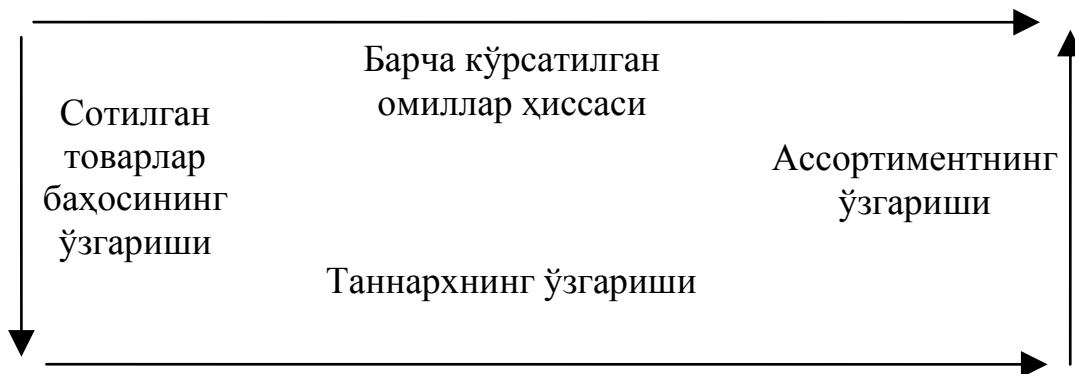 Барча кўрсатилган
омиллар ҳиссаси
Сотилган
товарлар
баҳосининг
ўзгариши
Ассортиментнинг
ўзгариши
Таннархнинг ўзгариши